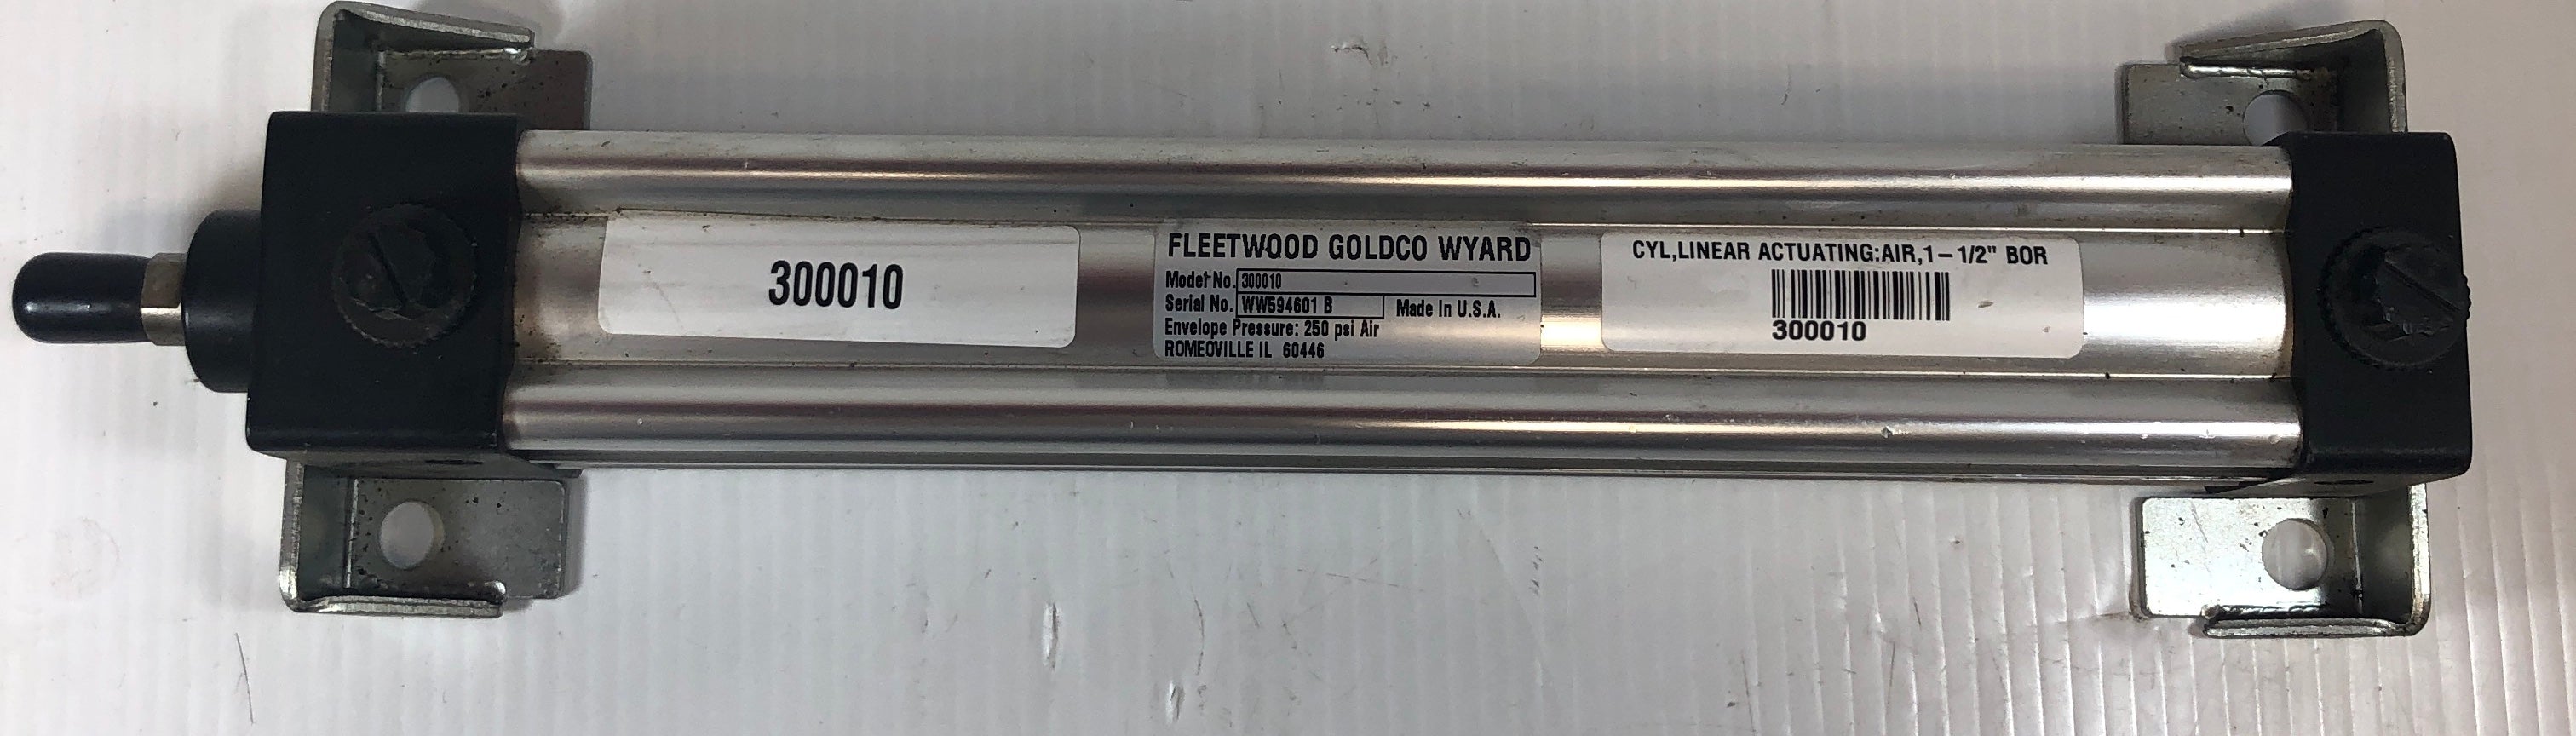 300010
FLEETWOOD GOLDCO WYARD
Model No. 300010
Serial No. WW594601 B Made In U.S.A.
Envelope Pressure: 250 psi Air
ROMEOVILLE IL 60446
CYL,LINEAR ACTUATING:AIR,1-1/2" BOR
300010